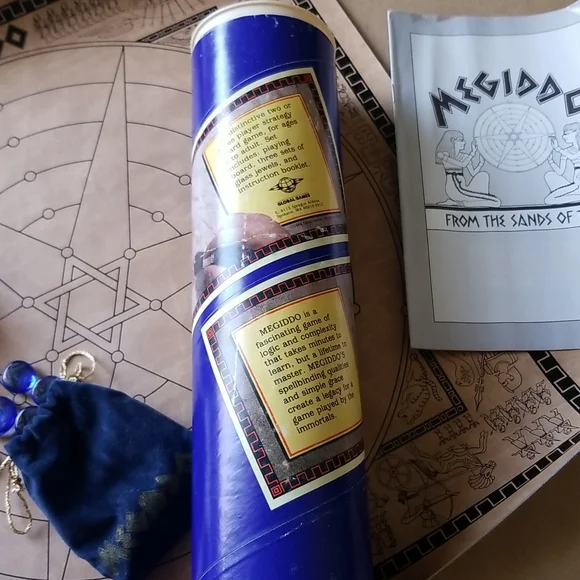 distinctive two or
player strategy
game, for ages
to adult. Set
includes: playing
board, three sets of
glass jewels, and
instruction booklet.
GLOBAL GAMES
MEGIDDO is a
fascinating game of
logic and complexity
that takes minutes to
learn, but a lifetime to
master. MEGIDDO'S
spellbinding qualities
and simple grace
create a legacy for a
game played by the
immortals.
MEGIDDO
FROM THE SANDS OF